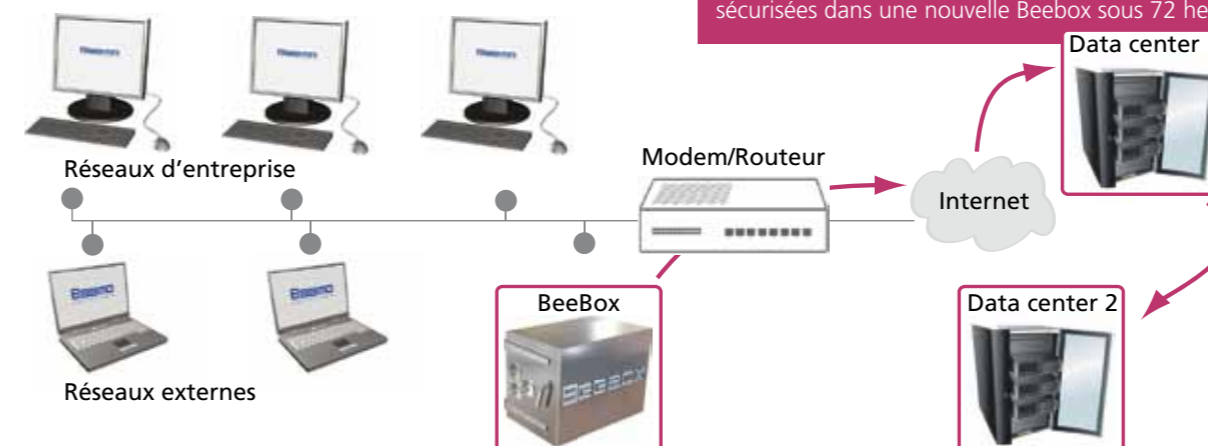 sécurisées dans une nouvelle Beebox sous 72 he
Data center
Modem/Routeur
Réseaux d'entreprise
Internet
BeeBox
Data center 2
BEEBOX
Réseaux externes